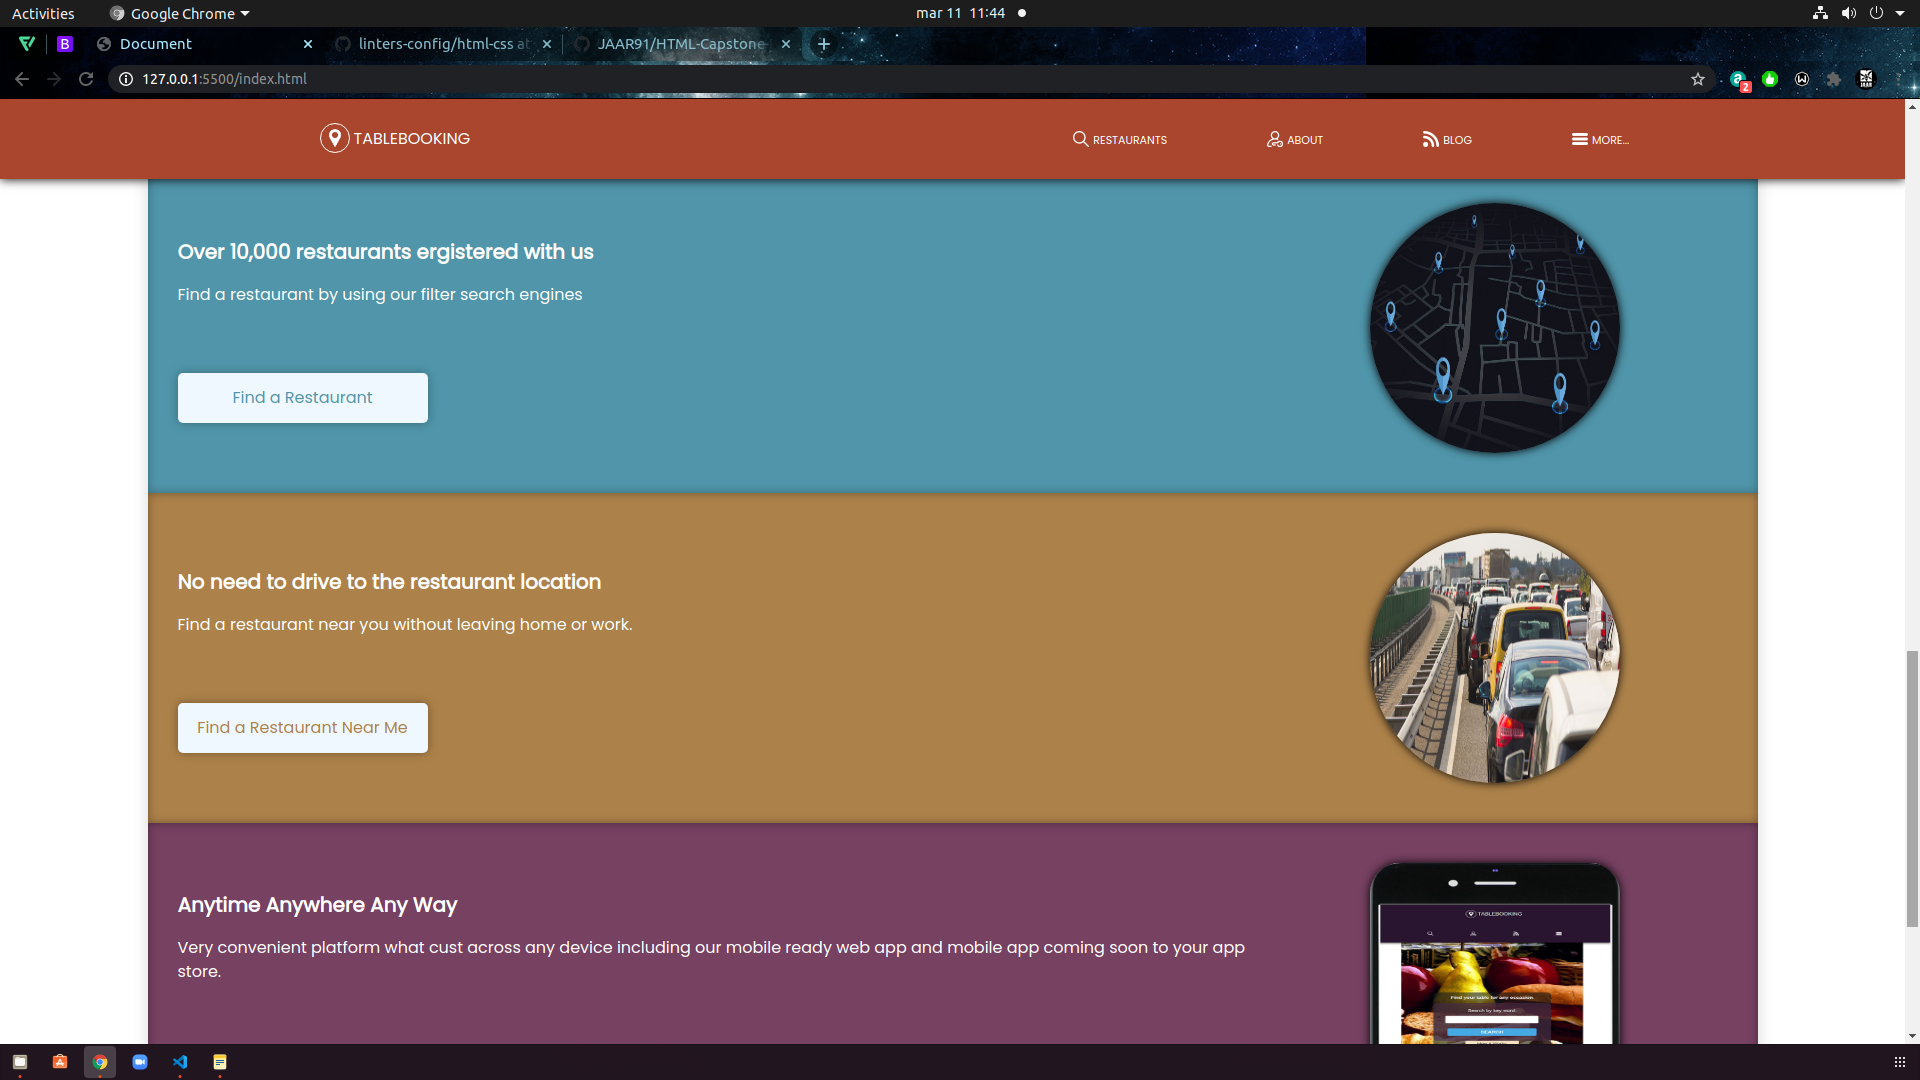 Activities
Google Chrome
mar 11 11:44
B
Document
linters-config/html-css at
JAAR91/HTML-Capstone-
127.0.0.1:5500/index.html
2
TABLEBOOKING
RESTAURANTS
ABOUT
BLOG
MORE...
Over 10,000 restaurants ergistered with us
Find a restaurant by using our filter search engines
Find a Restaurant
No need to drive to the restaurant location
Find a restaurant near you without leaving home or work.
Find a Restaurant Near Me
Anytime Anywhere Any Way
Very convenient platform what cust across any device including our mobile ready web app and mobile app coming soon to your app
store.
TABLEBOOKING
Find your table for any occasion
Search by key word
SEARCH